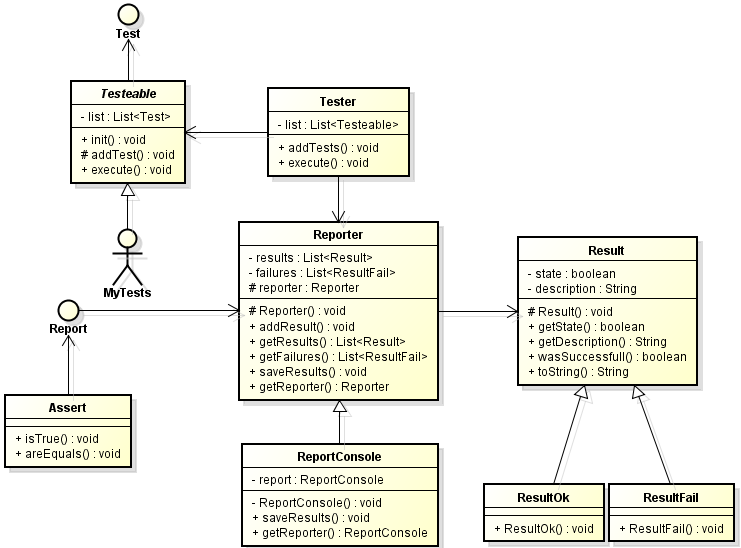 Test
Testeable
- list : List<Test>
+ init() : void
# addTest() : void
+ execute() : void
Tester
- list : List<Testeable>
+ addTests() : void
+ execute() : void
MyTests
Reporter
- results : List<Result>
- failures : List<ResultFail>
# reporter : Reporter
# Reporter() : void
+ addResult() : void
+ getResults() : List<Result>
+ getFailures() : List<ResultFail>
+ saveResults() : void
+ getReporter() : Reporter
Result
- state : boolean
- description : String
# Result() : void
+ getState() : boolean
+ getDescription() : String
+ wasSuccessfull() : boolean
+ toString() : String
Report
Assert
+ isTrue() : void
+ areEquals() : void
ReportConsole
- report : ReportConsole
- ReportConsole() : void
+ saveResults() : void
+ getReporter() : ReportConsole
ResultOk
+ ResultOk() : void
ResultFail
+ ResultFail() : void